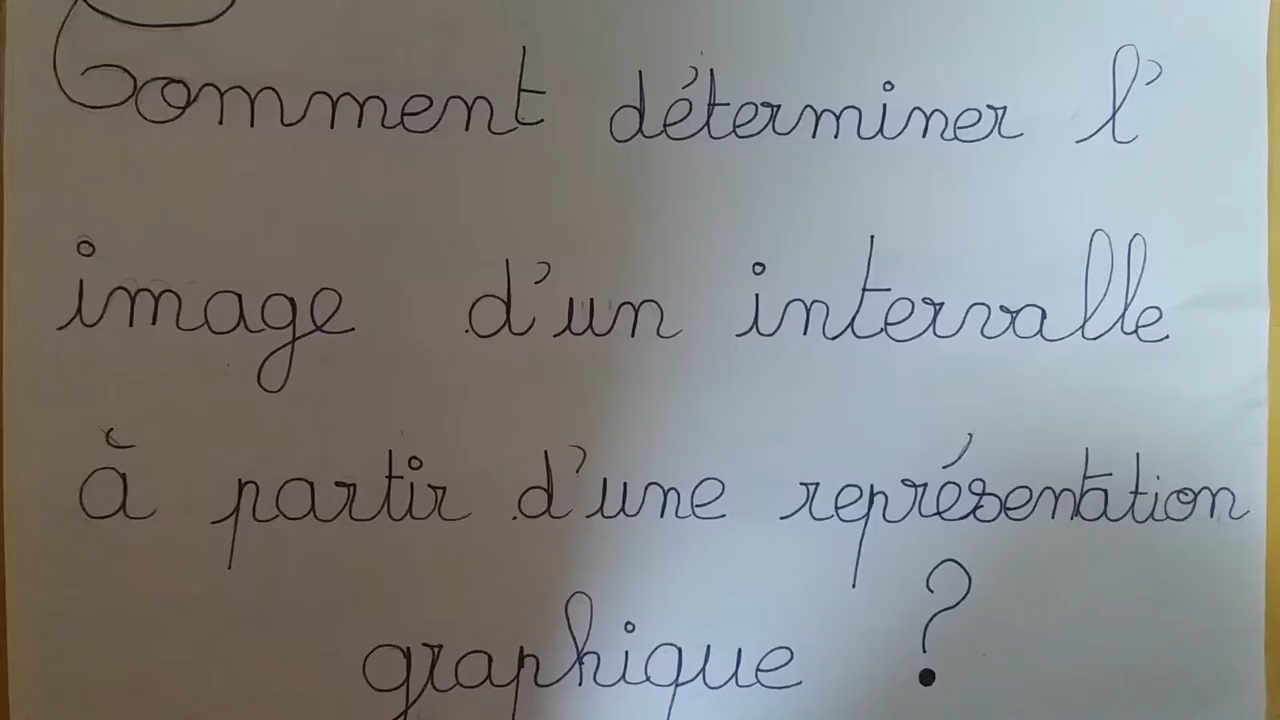 Comment déterminer l'
image d'un intervalle
à partir d'une représentation
graphique ?